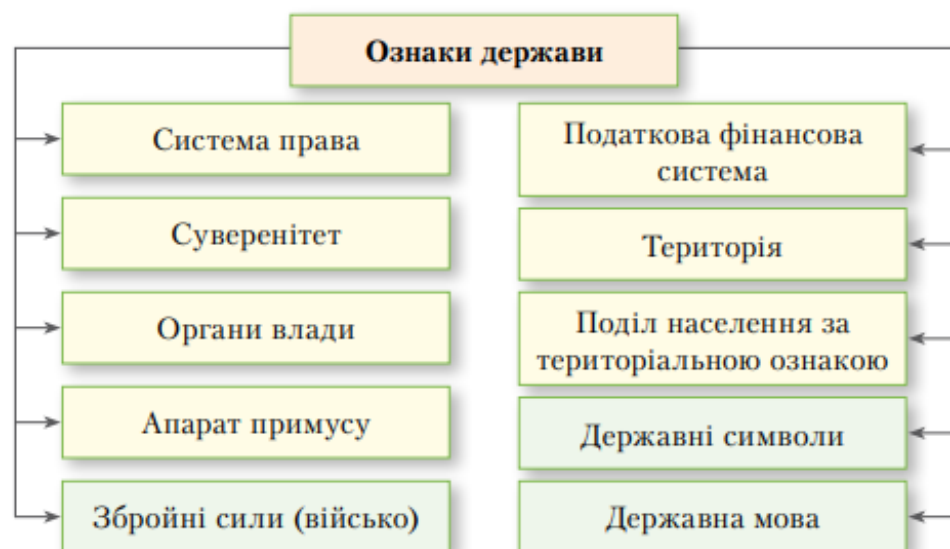 Ознаки держави
Система права
Суверенітет
Органи влади
Апарат примусу
Збройні сили (військо)
Податкова фінансова
система
Територія
Поділ населення за
територіальною ознакою
Державні символи
Державна мова